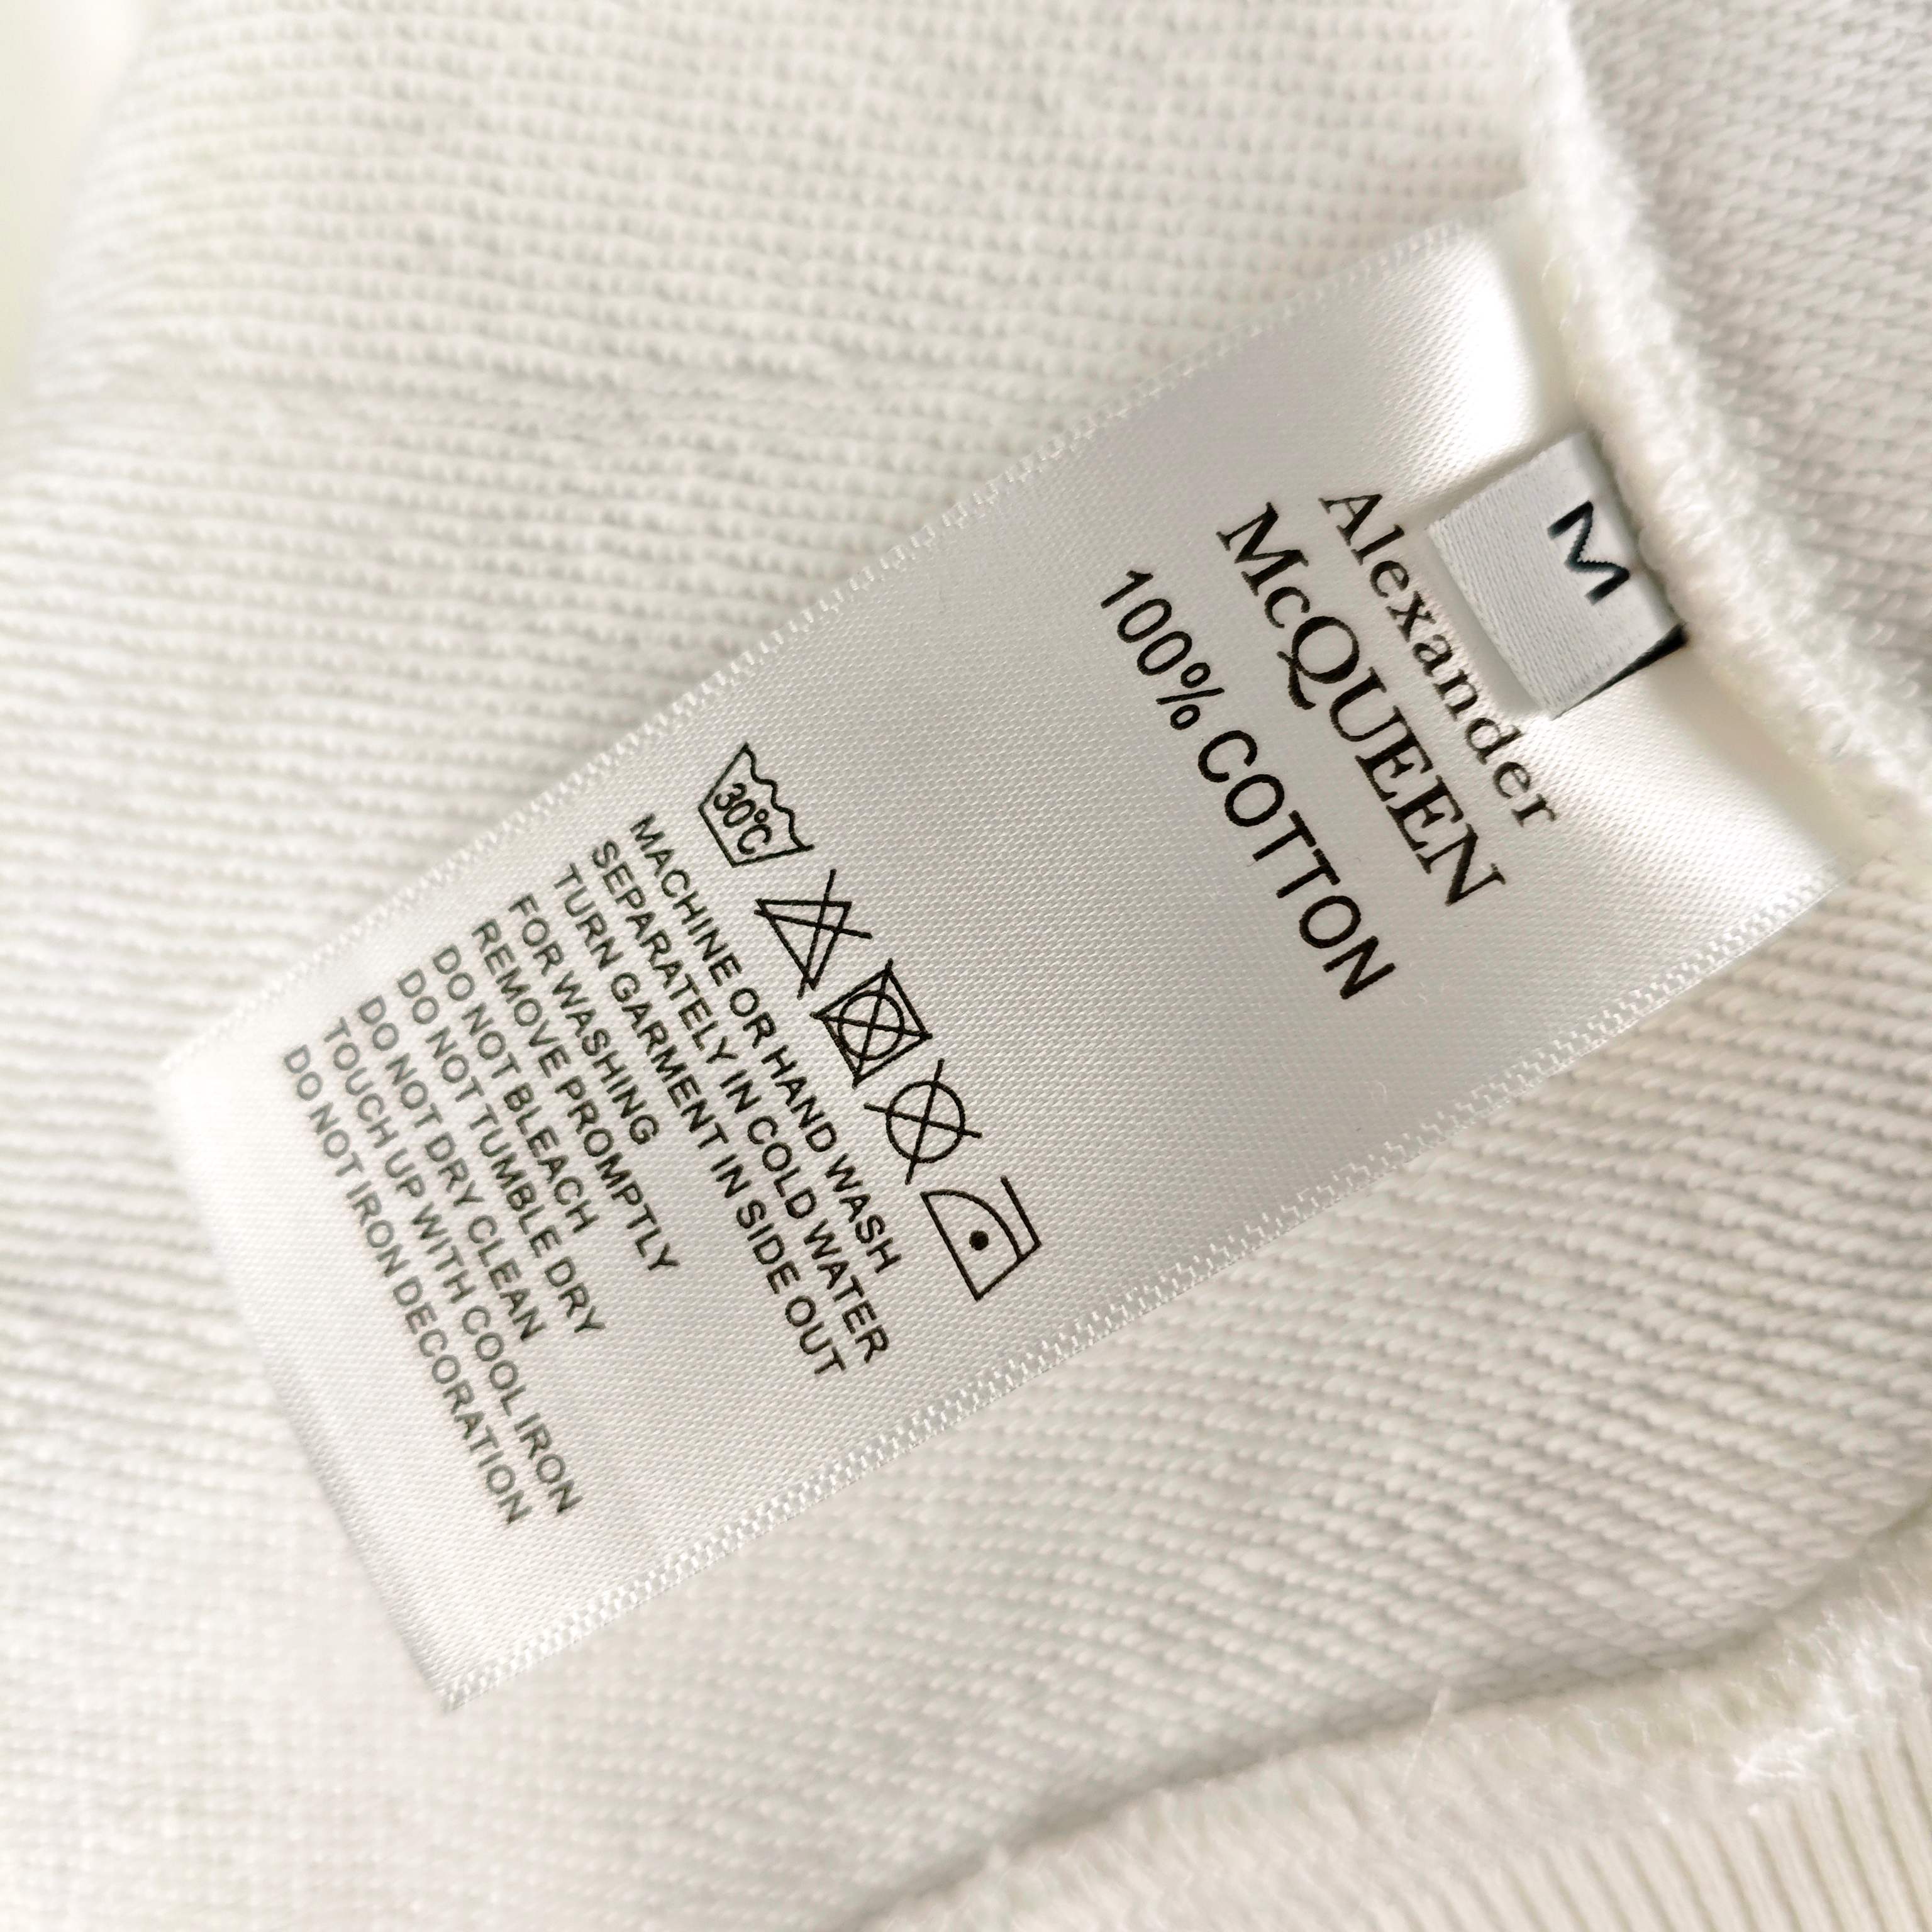 M
Alexander
McQUEEN
100% COTTON
30°C
MACHINE OR HAND WASH
SEPARATELY IN COLD WATER
TURN GARMENT IN SIDE OUT
FOR WASHING
REMOVE PROMPTLY
DO NOT BLEACH
DO NOT TUMBLE DRY
DO NOT DRY CLEAN
TOUCH UP WITH COOL IRON
DO NOT IRON DECORATION